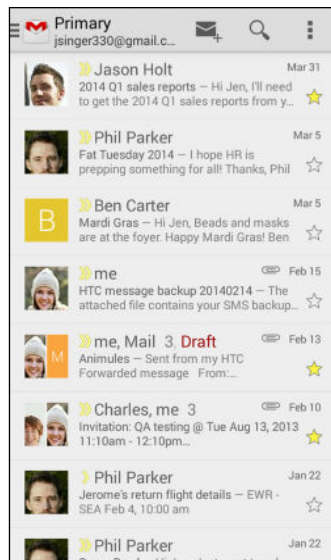 Primary
jsinger330@gmail.c...
Jason Holt Mar 31
2014 Q1 sales reports — Hi Jen, I'll need
to get the 2014 Q1 sales reports from y...
Phil Parker Mar 5
Fat Tuesday 2014 — I hope HR is
prepping something for all! Thanks, Phil
B
Ben Carter Mar 5
Mardi Gras — Hi Jen, Beads and masks
are at the foyer. Happy Mardi Gras! Ben
me Feb 15
HTC message backup 20140214 — The
attached file contains your SMS backup...
M
me, Mail 3, Draft Feb 13
Animules — Sent from my HTC
Forwarded message From:...
Charles, me 3 Feb 10
Invitation: QA testing @ Tue Aug 13, 2013
11:10am - 12:10pm...
Phil Parker Jan 22
Jerome's return flight details — EWR -
SEA Feb 4, 10:00 am
Phil Parker Jan 22